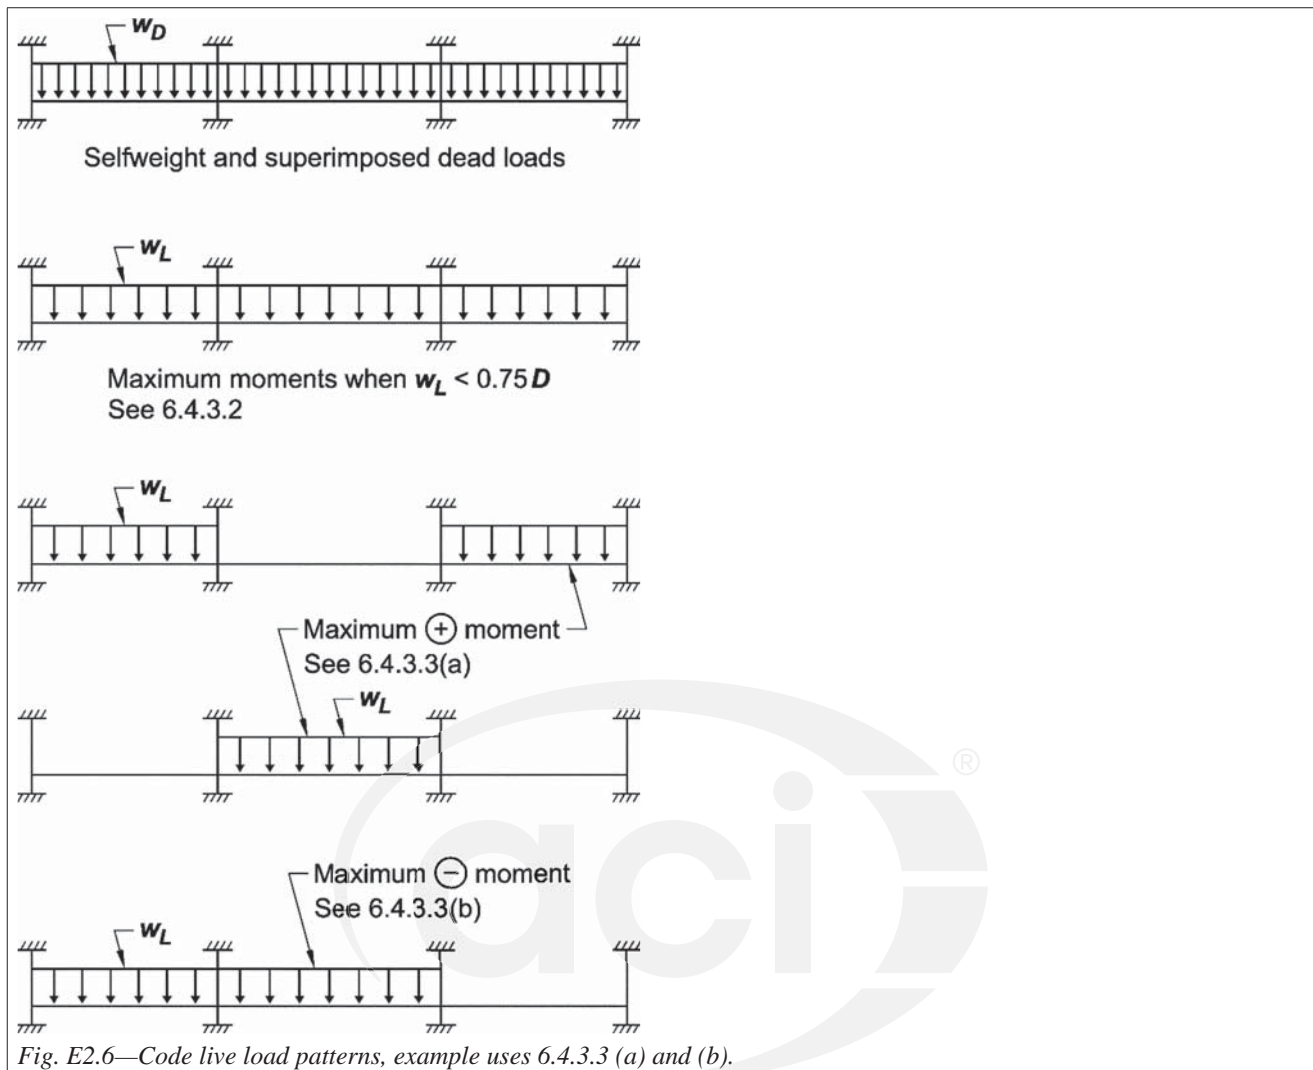 w_D
Selfweight and superimposed dead loads
w_L
Maximum moments when w_L < 0.75D
See 6.4.3.2
w_L
Maximum + moment
See 6.4.3.3(a)
w_L
Maximum − moment
See 6.4.3.3(b)
w_L
aci
®
Fig. E2.6—Code live load patterns, example uses 6.4.3.3 (a) and (b).